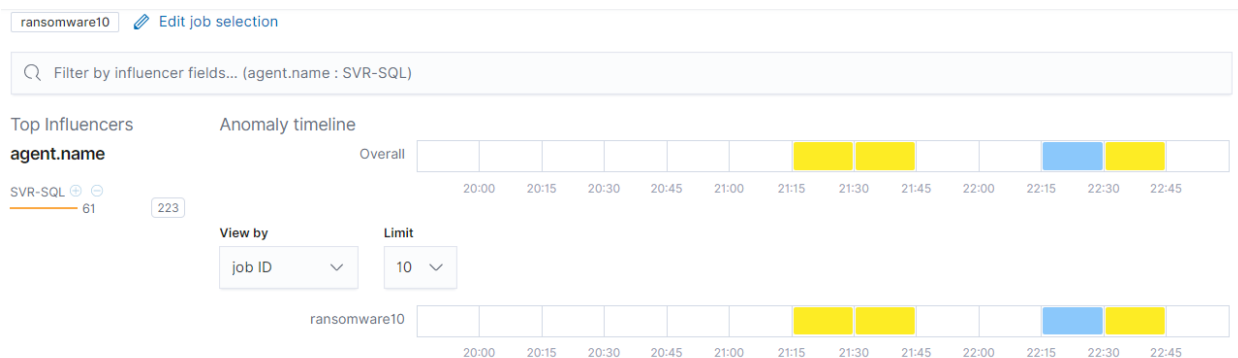 ransomware10 Edit job selection
Filter by influencer fields... (agent.name : SVR-SQL)
Top Influencers
Anomaly timeline
agent.name
Overall
20:00 20:15 20:30 20:45 21:00 21:15 21:30 21:45 22:00 22:15 22:30 22:45
SVR-SQL
61 223
View by Limit
job ID 10
ransomware10
20:00 20:15 20:30 20:45 21:00 21:15 21:30 21:45 22:00 22:15 22:30 22:45